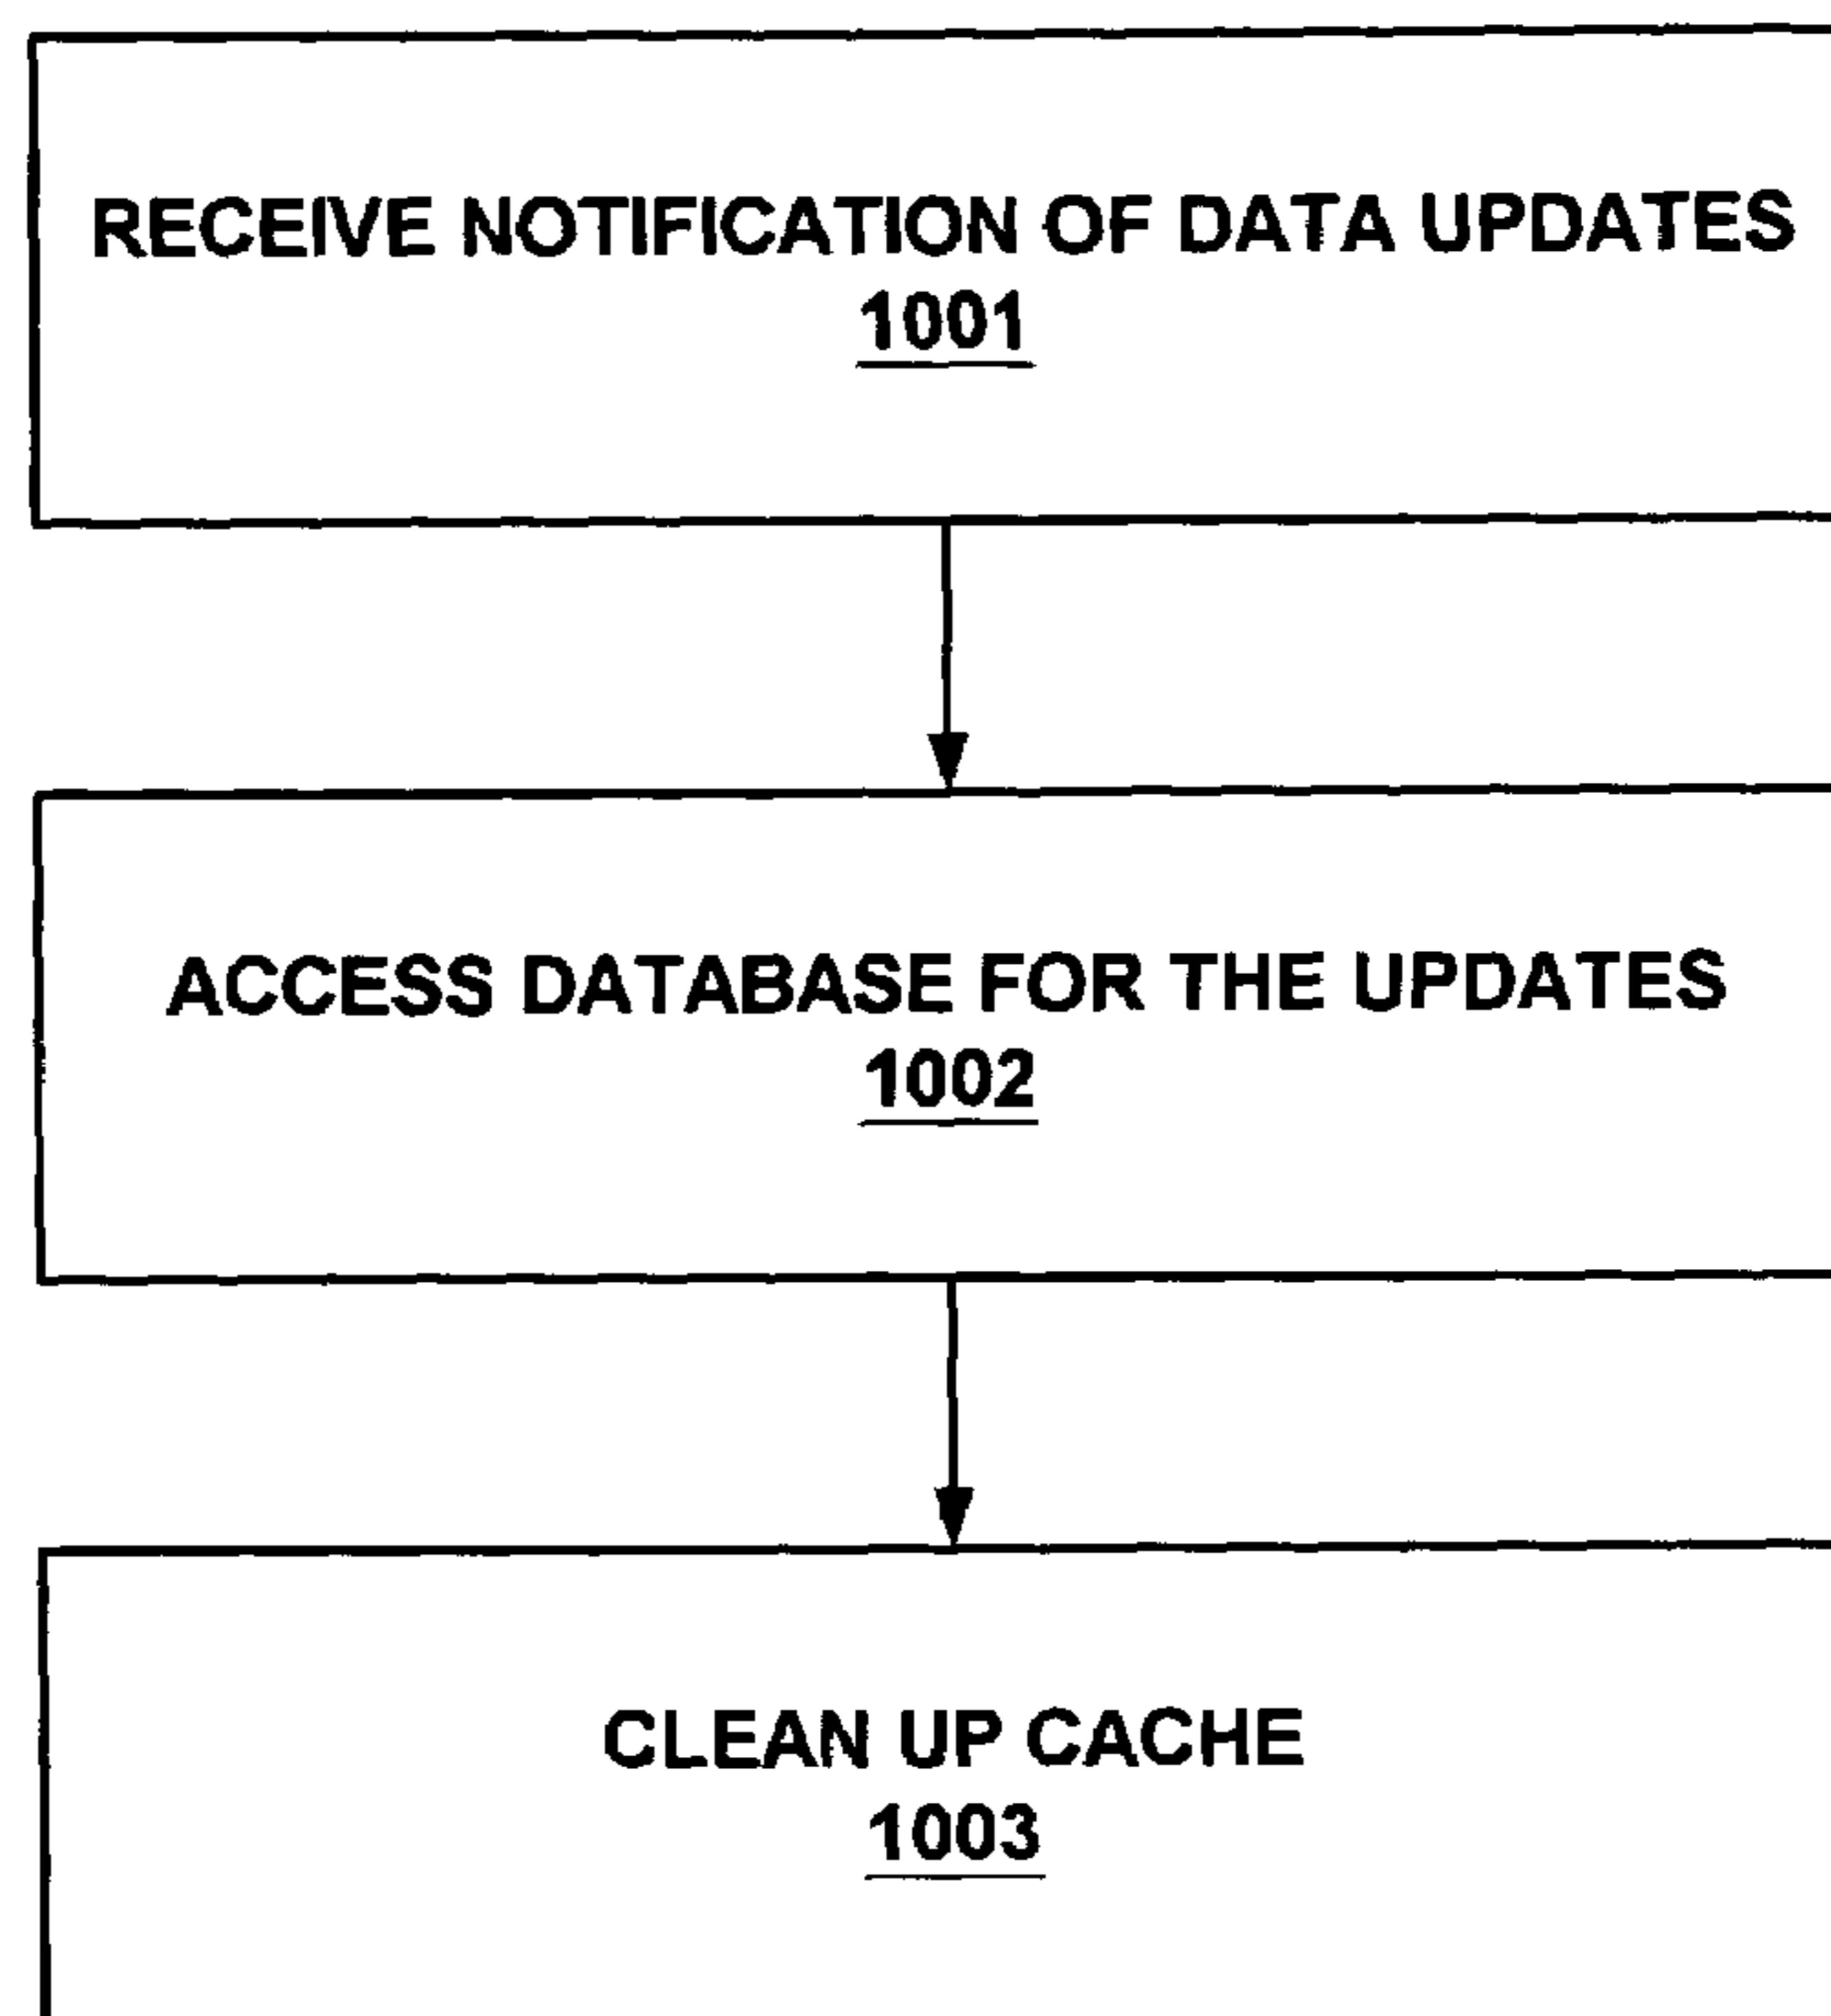 RECEIVE NOTIFICATION OF DATA UPDATES
1001
ACCESS DATABASE FOR THE UPDATES
1002
CLEAN UP CACHE
1003